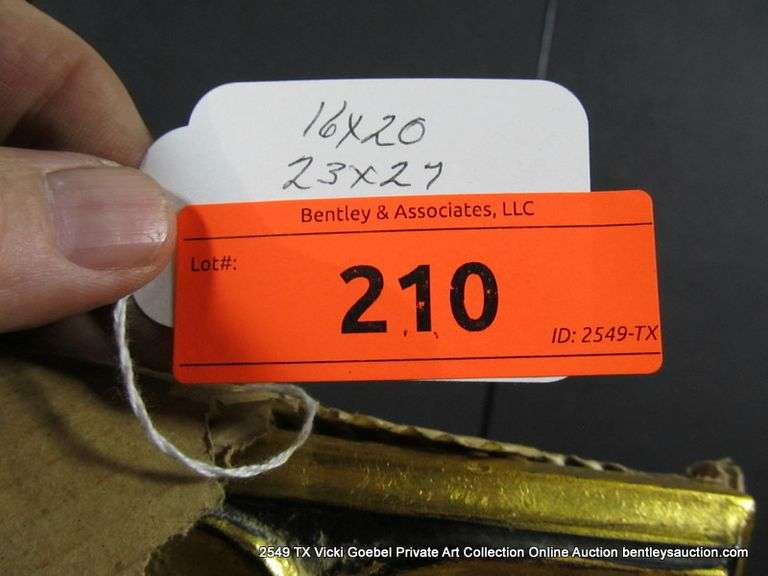 16x20
23x27
Bentley & Associates, LLC
Lot#:
210
ID: 2549-TX
2549 TX Vicki Goebel Private Art Collection Online Auction bentleysauction.com